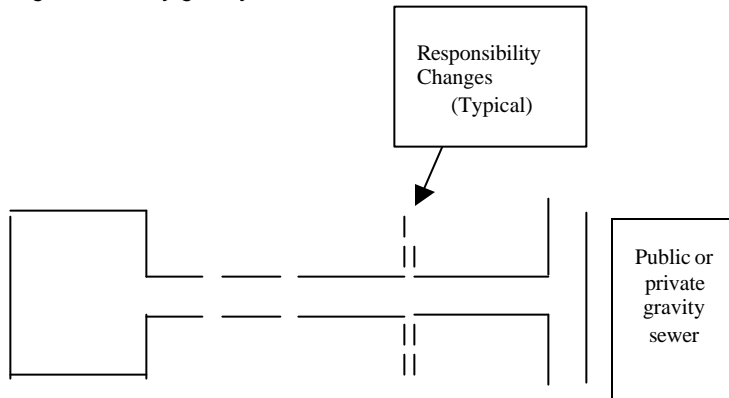 Responsibility
Changes
(Typical)
Public or
private
gravity
sewer